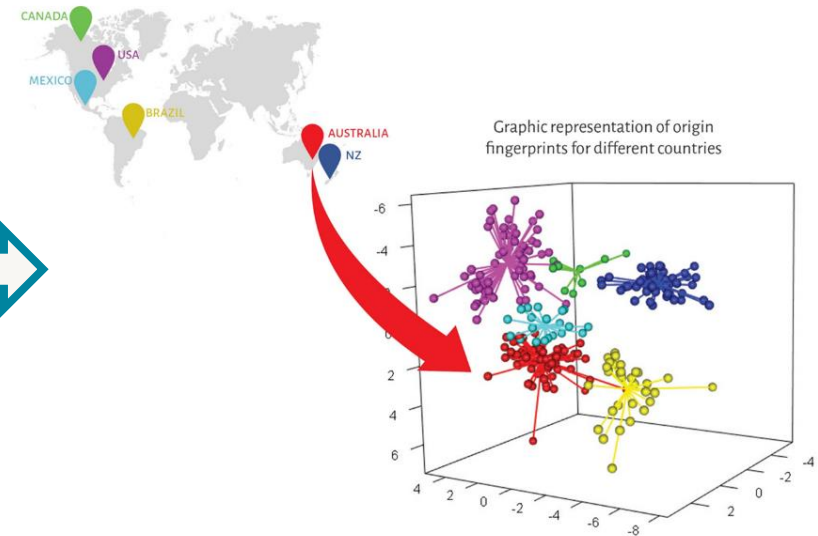 CANADA
USA
MEXICO
BRAZIL
AUSTRALIA
NZ
Graphic representation of origin
fingerprints for different countries
-6
-4
2
4
6
4
2
0
-2
-4
-6
-8
2
0
-2
-4